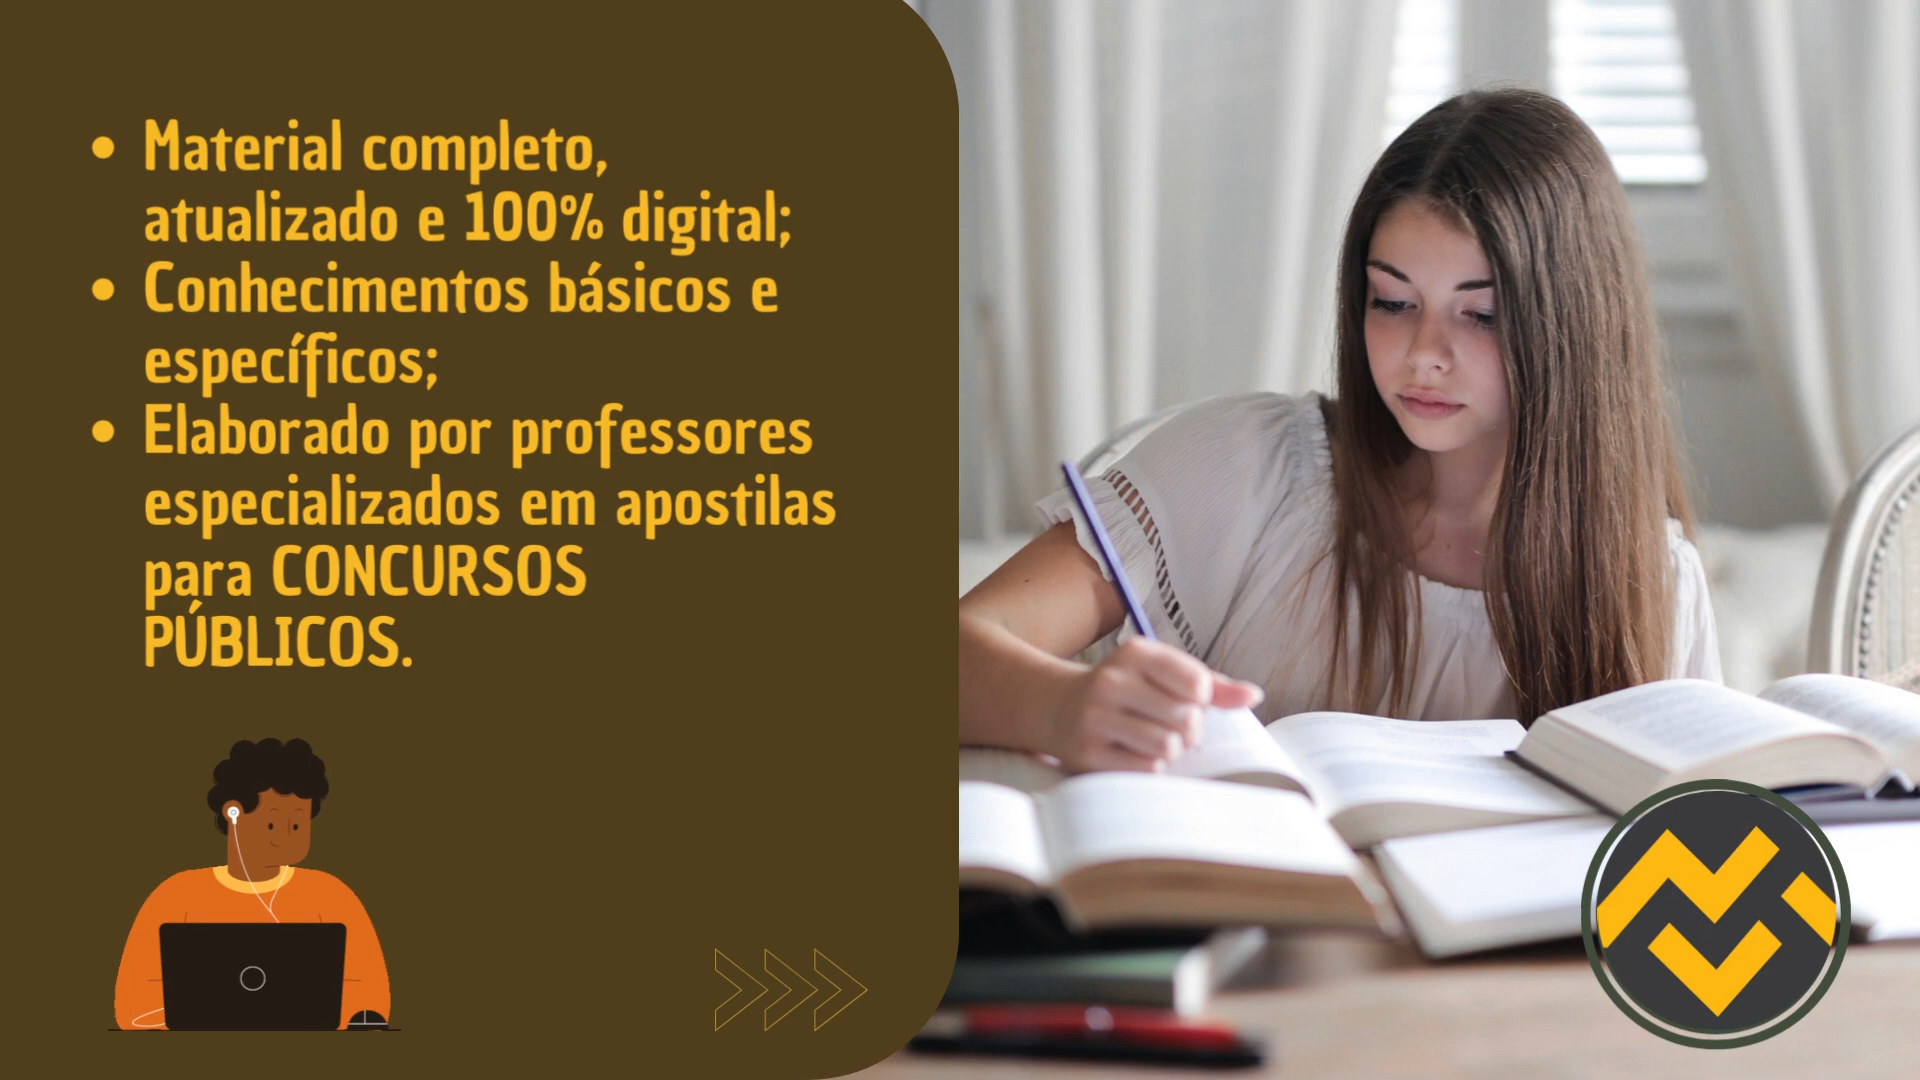 • Material completo,
atualizado e 100% digital;
• Conhecimentos básicos e
específicos;
• Elaborado por professores
especializados em apostilas
para CONCURSOS
PÚBLICOS.